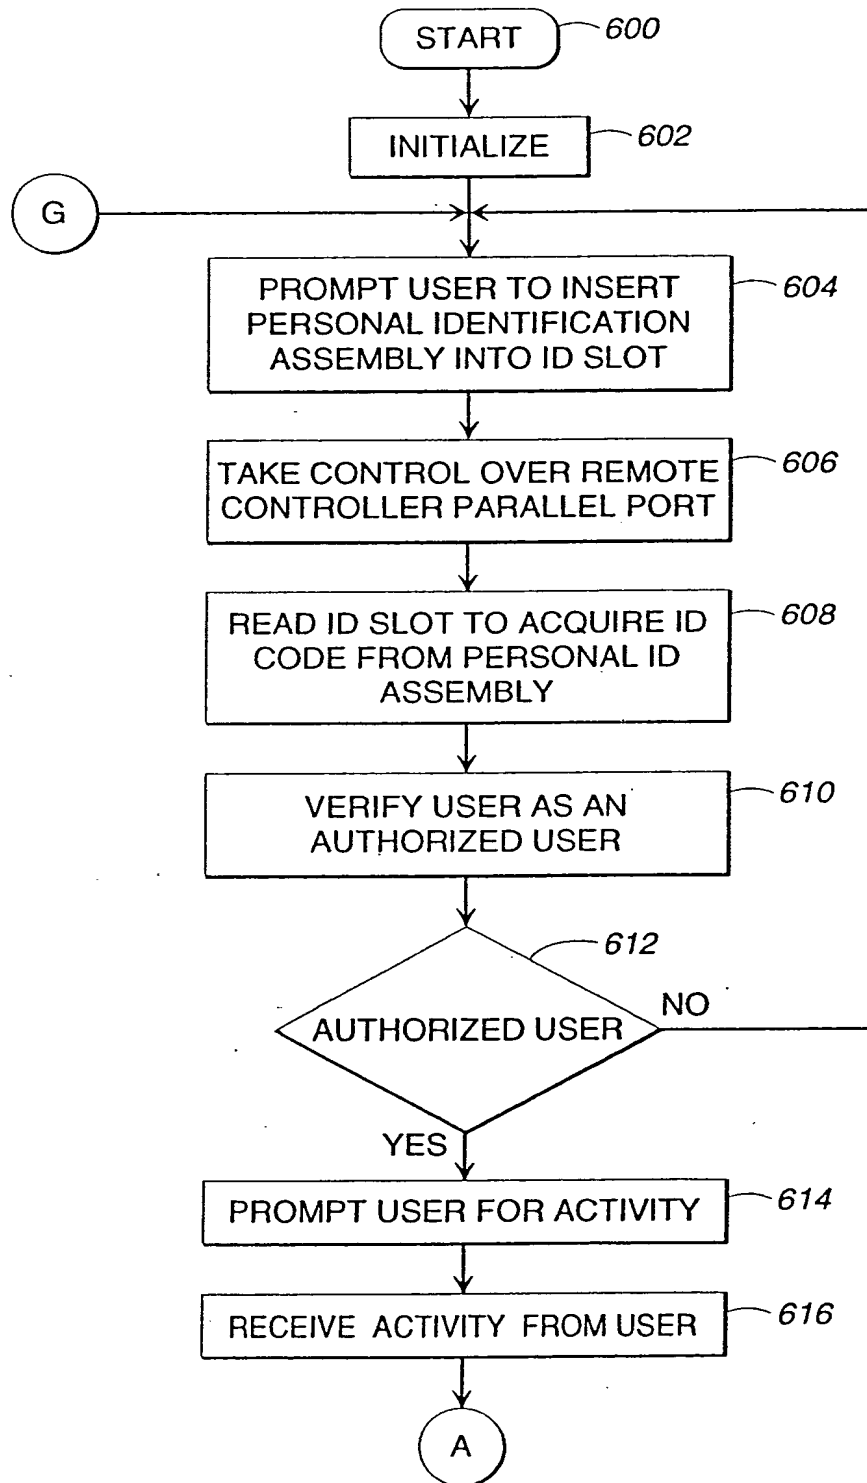 START
600
INITIALIZE
602
G
PROMPT USER TO INSERT
PERSONAL IDENTIFICATION
ASSEMBLY INTO ID SLOT
604
TAKE CONTROL OVER REMOTE
CONTROLLER PARALLEL PORT
606
READ ID SLOT TO ACQUIRE ID
CODE FROM PERSONAL ID
ASSEMBLY
608
VERIFY USER AS AN
AUTHORIZED USER
610
612
AUTHORIZED USER
NO
YES
PROMPT USER FOR ACTIVITY
614
RECEIVE ACTIVITY FROM USER
616
A